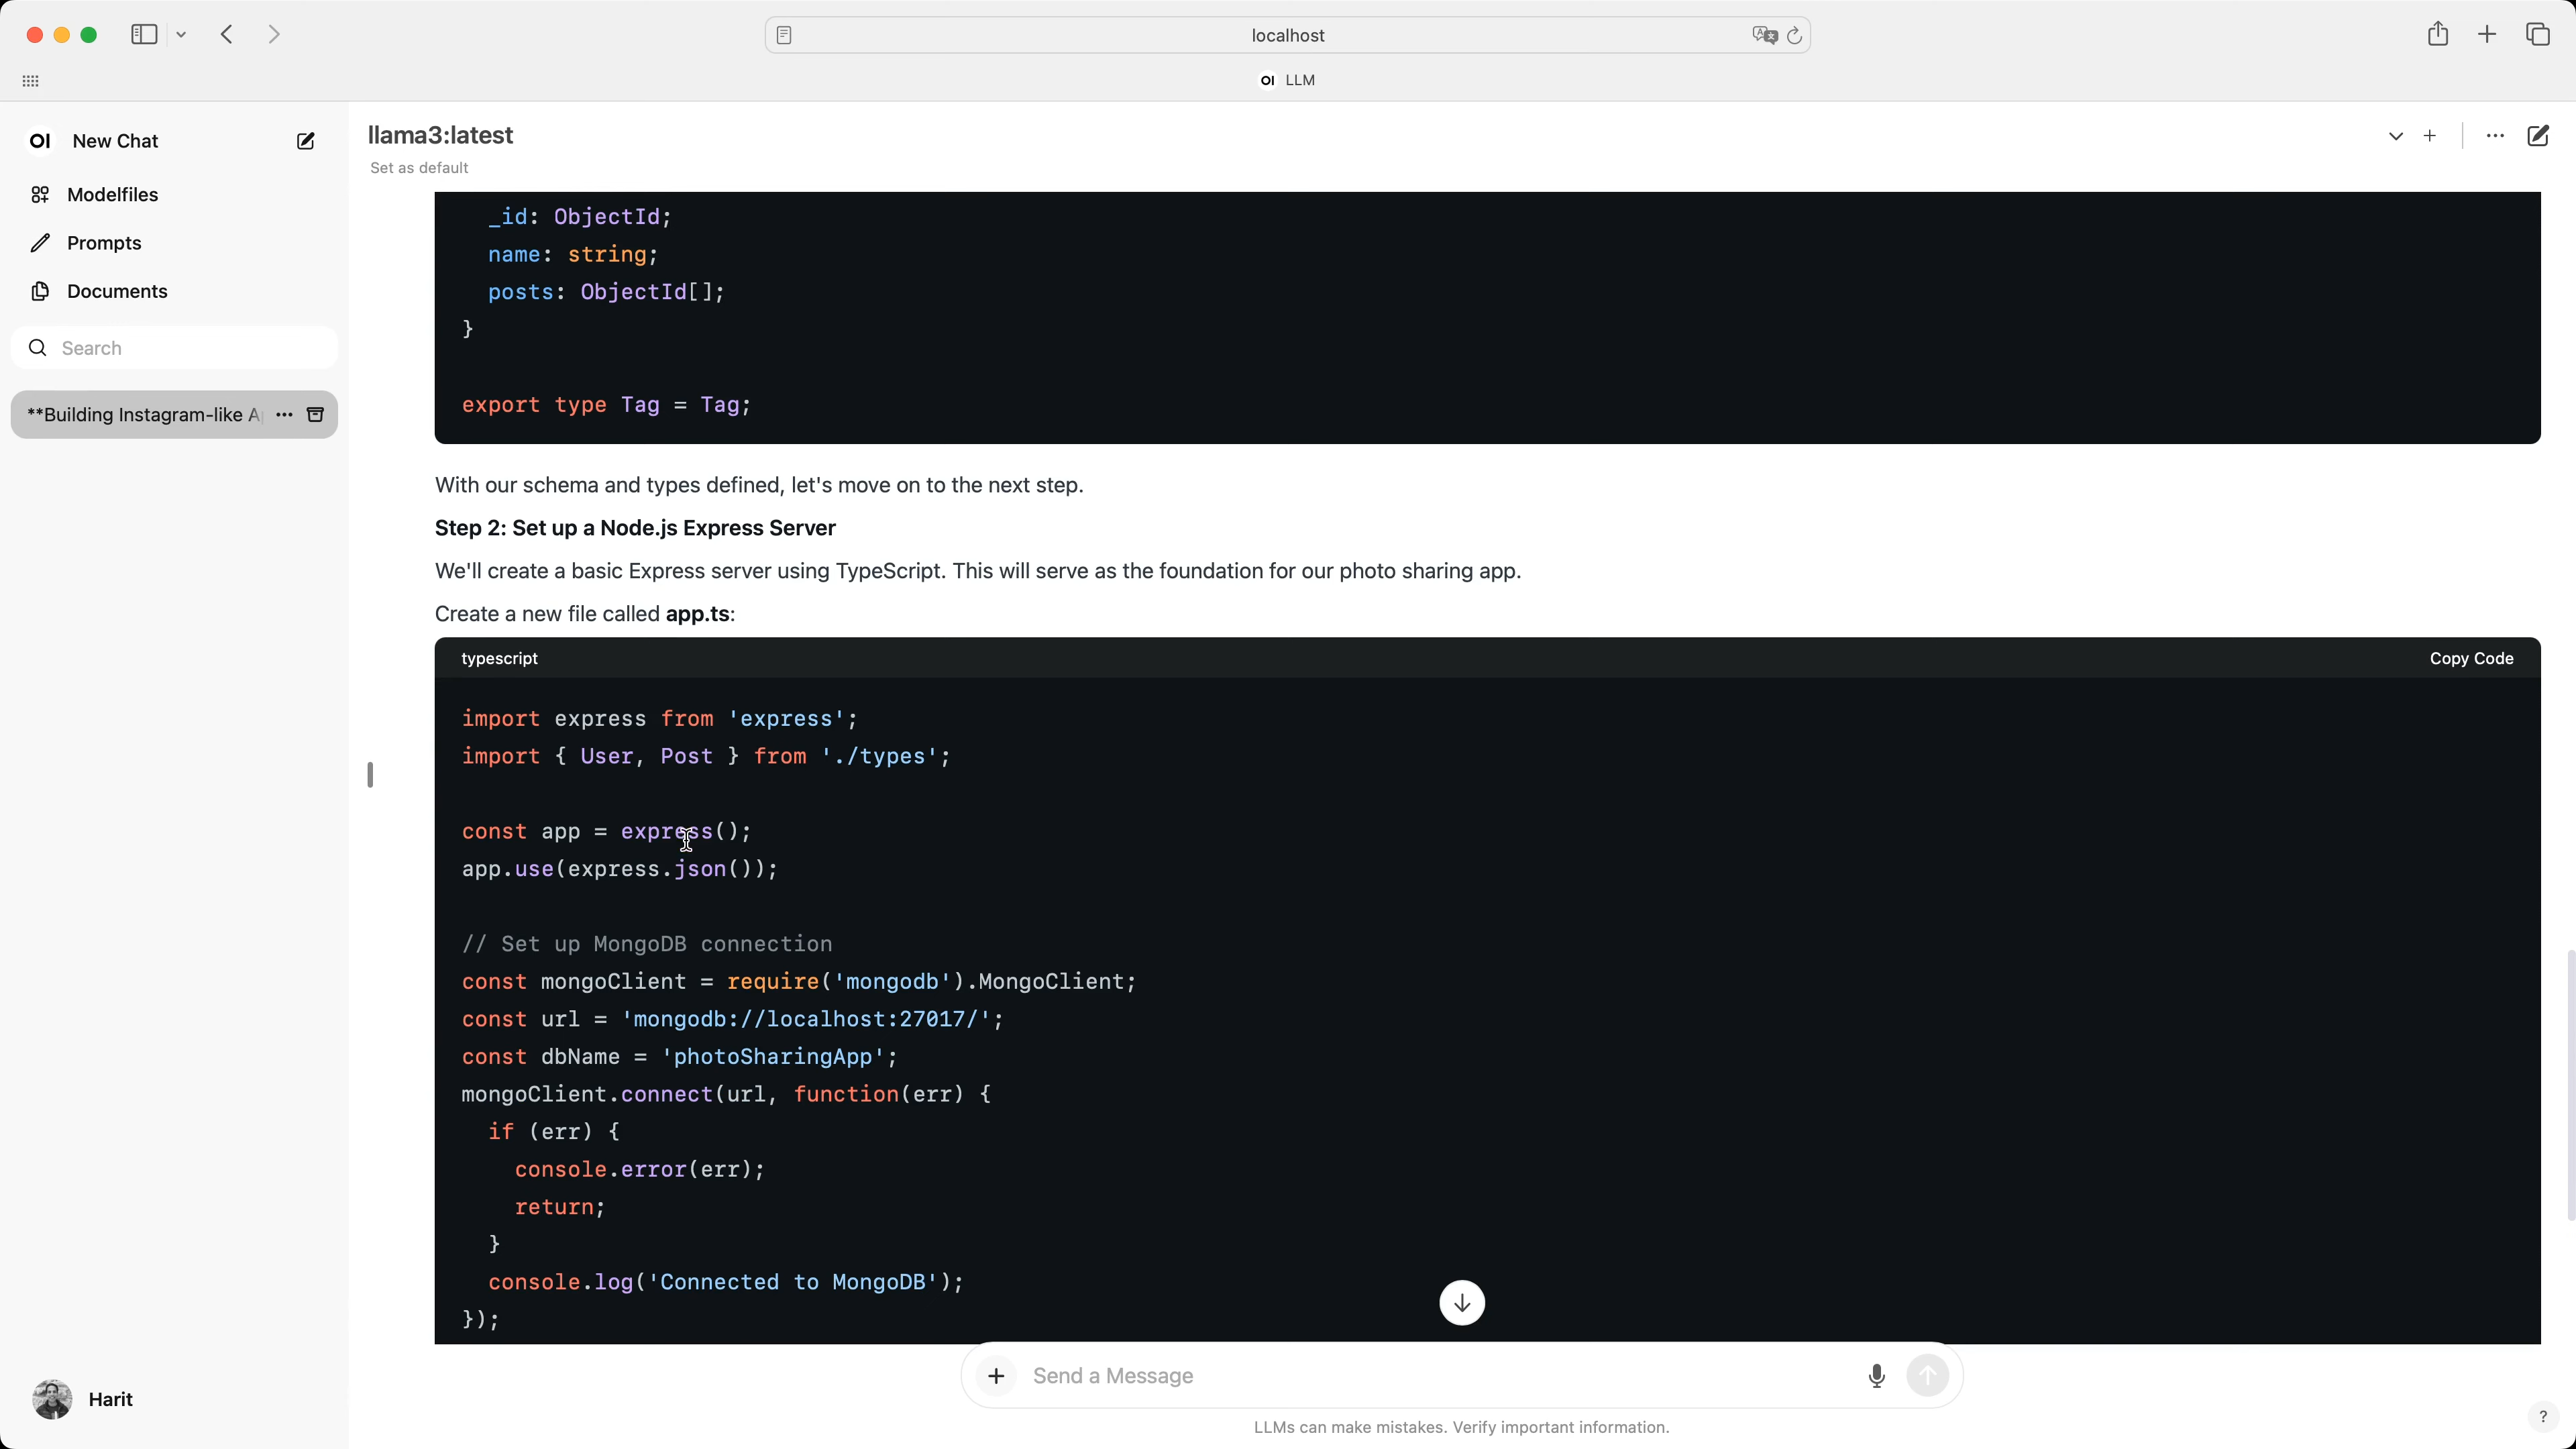 localhost
OI LLM
OI New Chat
Modelfiles
Prompts
Documents
Search
**Building Instagram-like A
Harit
llama3:latest
Set as default
_id: ObjectId;
name: string;
posts: ObjectId[];
}
export type Tag = Tag;
With our schema and types defined, let's move on to the next step.
Step 2: Set up a Node.js Express Server
We'll create a basic Express server using TypeScript. This will serve as the foundation for our photo sharing app.
Create a new file called app.ts:
typescript
Copy Code
import express from 'express';
import { User, Post } from './types';
const app = express();
app.use(express.json());
// Set up MongoDB connection
const mongoClient = require('mongodb').MongoClient;
const url = 'mongodb://localhost:27017/';
const dbName = 'photoSharingApp';
mongoClient.connect(url, function(err) {
if (err) {
console.error(err);
return;
}
console.log('Connected to MongoDB');
});
Send a Message
LLMs can make mistakes. Verify important information.
?